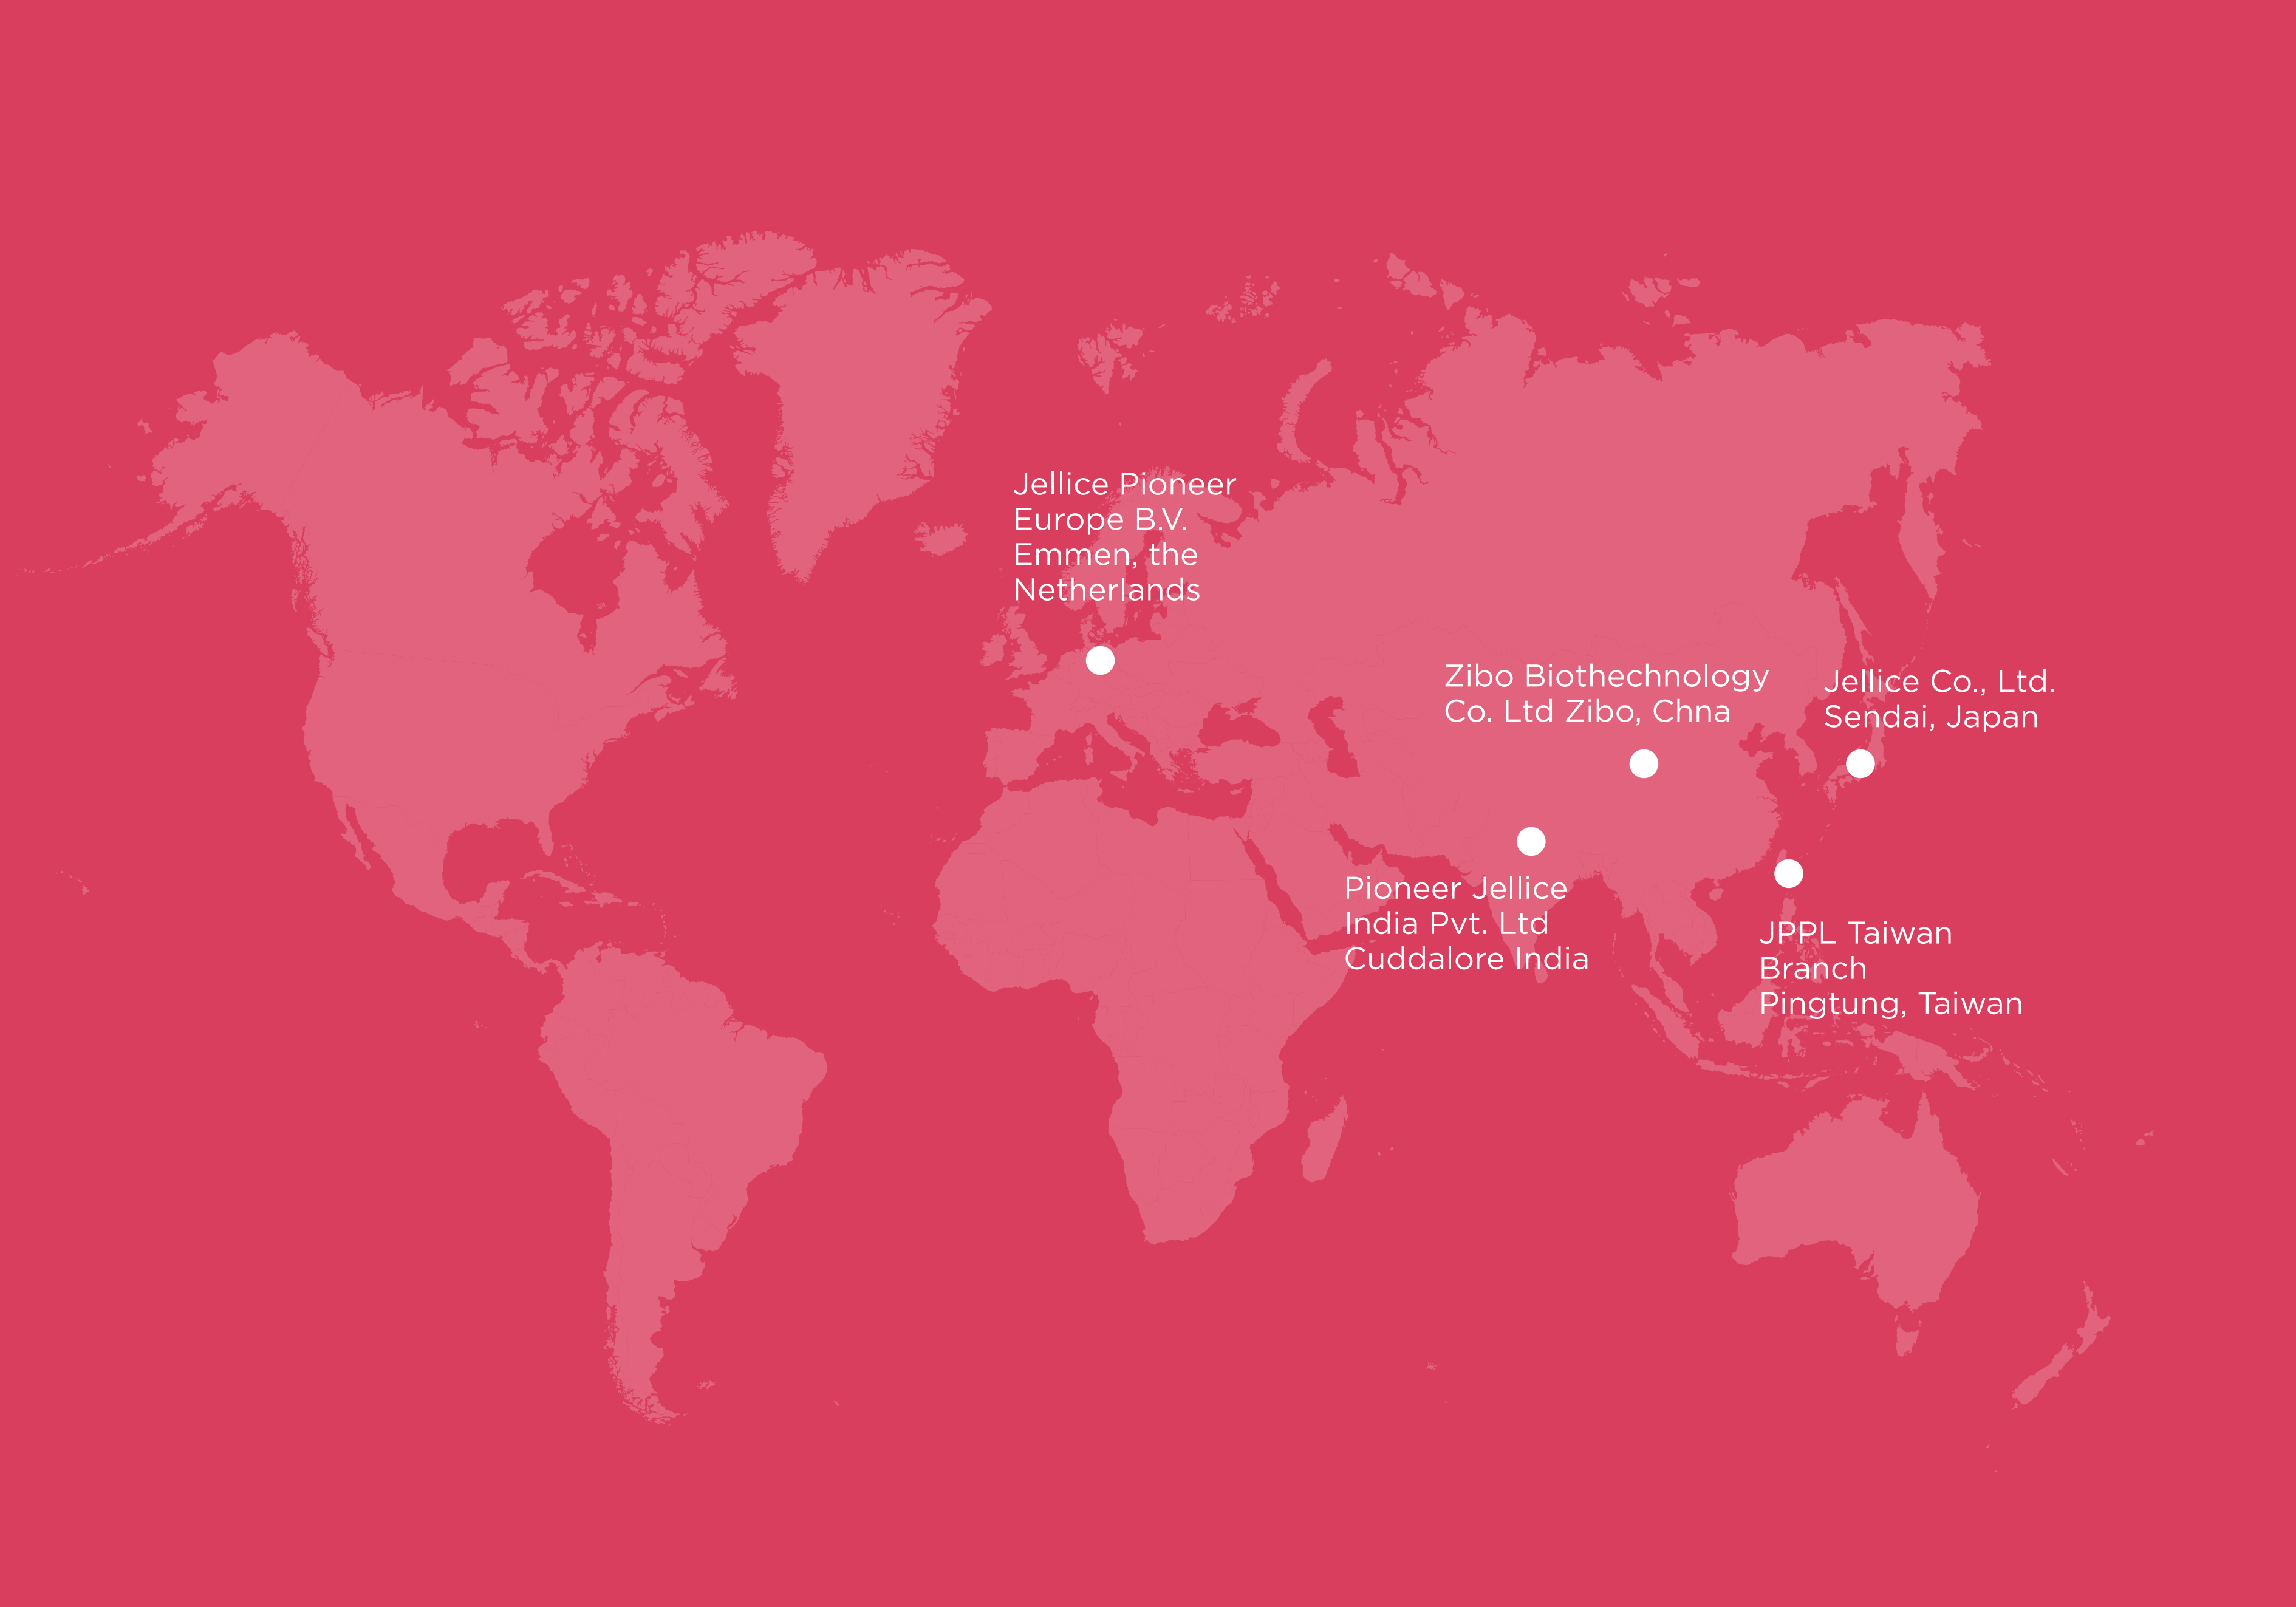 Jellice Pioneer
Europe B.V.
Emmen, the
Netherlands
Zibo Biothechnology
Co. Ltd Zibo, Chna
Jellice Co., Ltd.
Sendai, Japan
Pioneer Jellice
India Pvt. Ltd
Cuddalore India
JPPL Taiwan
Branch
Pingtung, Taiwan